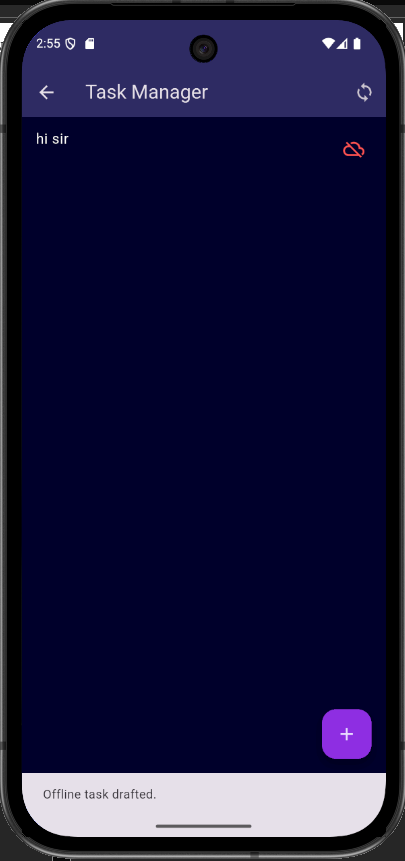 2:55
Task Manager
hi sir
Offline task drafted.